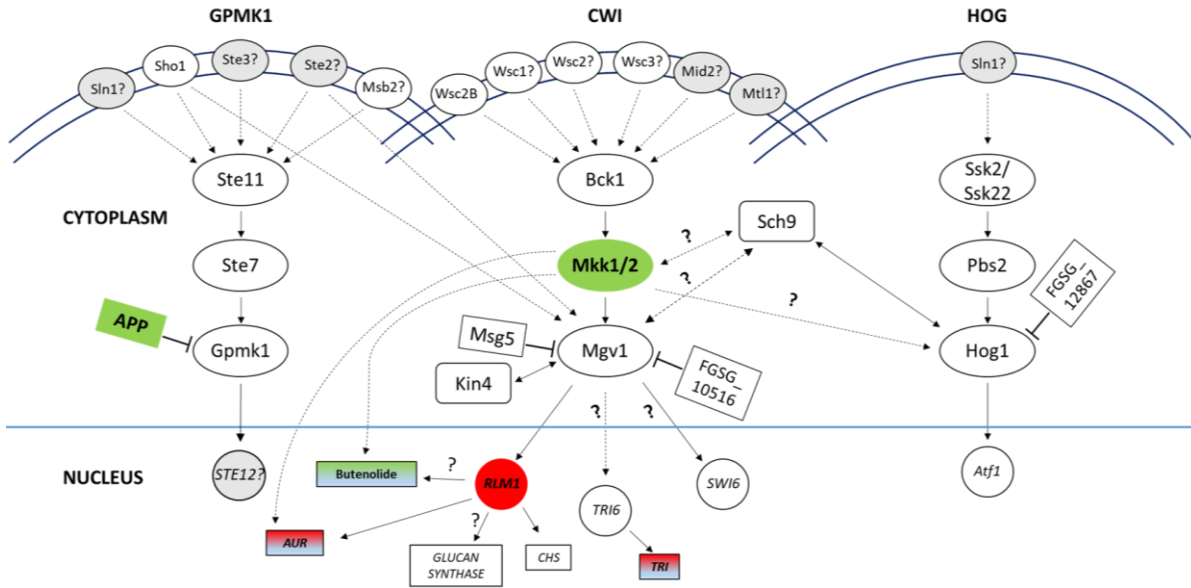 GPMK1
CWI
HOG
Sln1?
Sho1
Ste3?
Ste2?
Msb2?
Wsc2B
Wsc1?
Wsc2?
Wsc3?
Mid2?
Mtl1?
Sln1?
Ste11
Bck1
Ssk2/
Ssk22
CYTOPLASM
Sch9
?
Ste7
Mkk1/2
?
?
Pbs2
FGSG_
12867
APP
Gpmk1
Msg5
Mgv1
Hog1
Kin4
FGSG_
10516
?
?
NUCLEUS
STE12?
Butenolide
?
RLM1
SWI6
Atf1
TRI6
?
AUR
GLUCAN
SYNTHASE
CHS
TRI